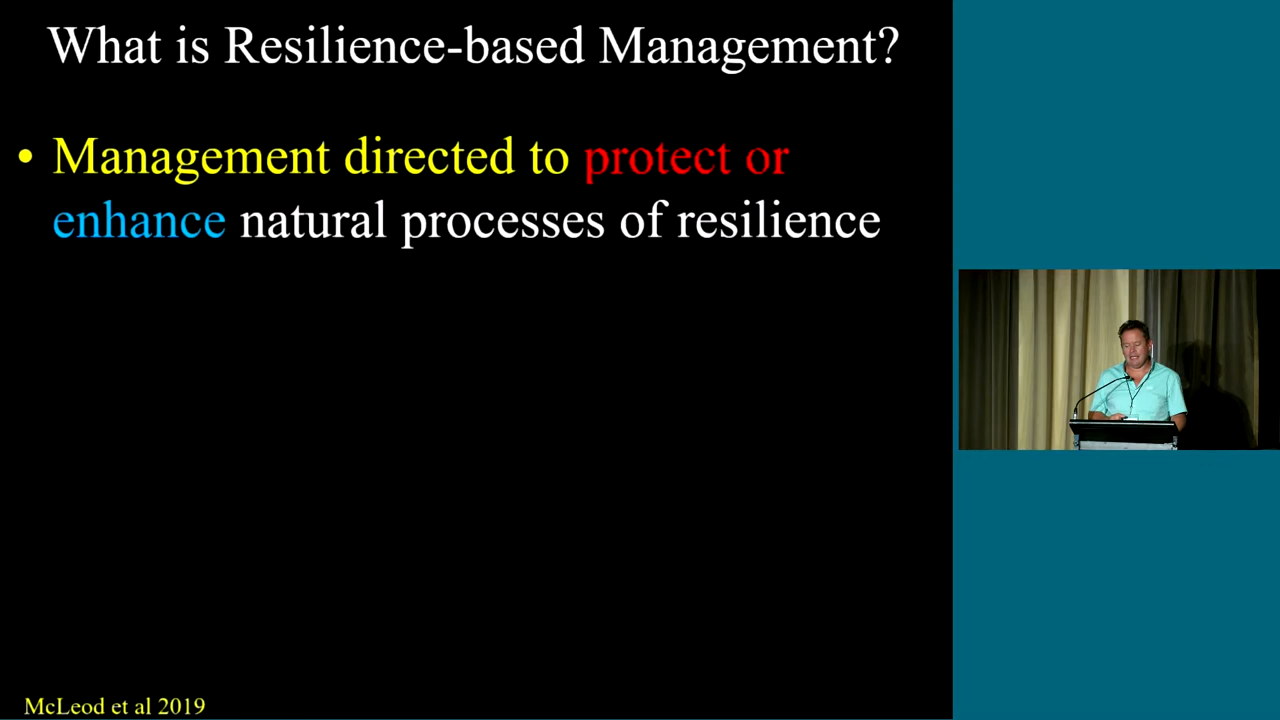 What is Resilience-based Management?
• Management directed to protect or
enhance natural processes of resilience
McLeod et al 2019